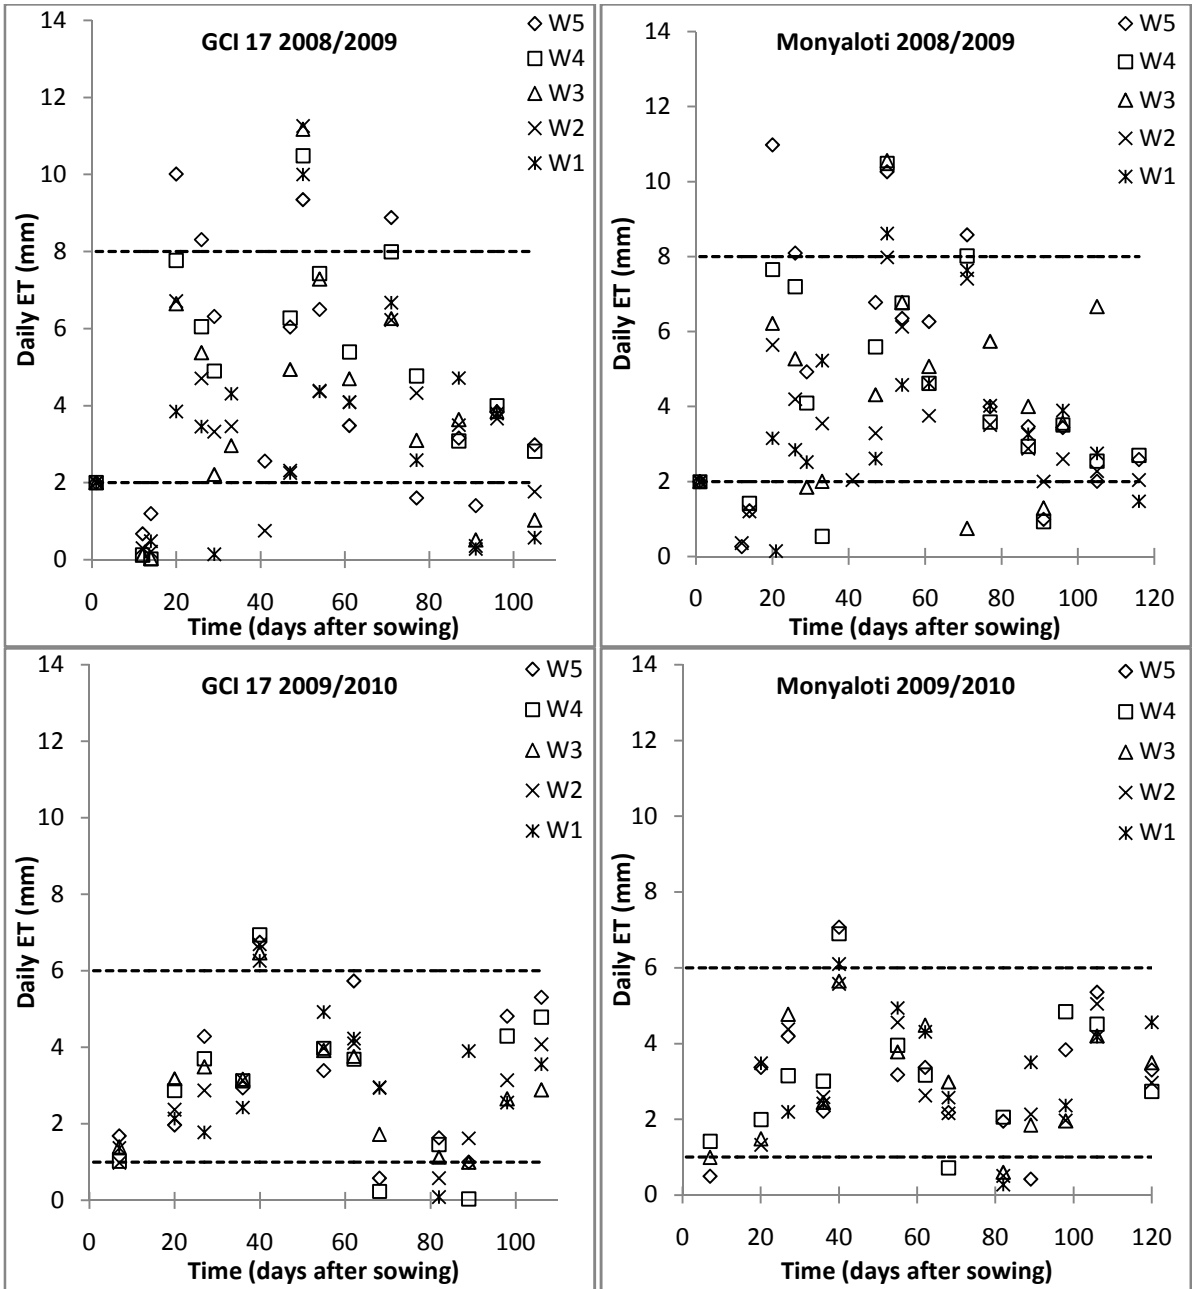 GCI 17 2008/2009
W5
W4
W3
W2
W1
Daily ET (mm)
14
12
10
8
6
4
2
0
0 20 40 60 80 100
Time (days after sowing)
Monyaloti 2008/2009
W5
W4
W3
W2
W1
Daily ET (mm)
14
12
10
8
6
4
2
0
0 20 40 60 80 100 120
Time (days after sowing)
GCI 17 2009/2010
W5
W4
W3
W2
W1
Daily ET (mm)
14
12
10
8
6
4
2
0
0 20 40 60 80 100
Time (days after sowing)
Monyaloti 2009/2010
W5
W4
W3
W2
W1
Daily ET (mm)
14
12
10
8
6
4
2
0
0 20 40 60 80 100 120
Time (days after sowing)